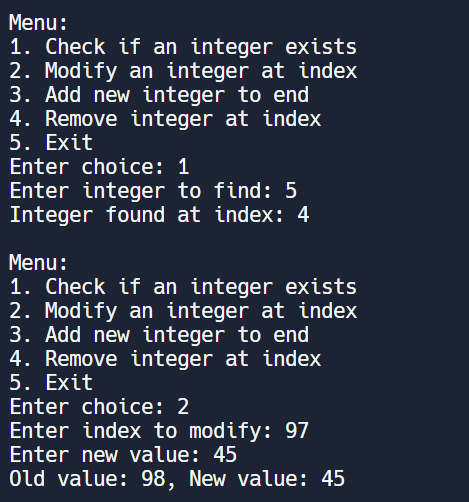 Menu:
1. Check if an integer exists
2. Modify an integer at index
3. Add new integer to end
4. Remove integer at index
5. Exit
Enter choice: 1
Enter integer to find: 5
Integer found at index: 4

Menu:
1. Check if an integer exists
2. Modify an integer at index
3. Add new integer to end
4. Remove integer at index
5. Exit
Enter choice: 2
Enter index to modify: 97
Enter new value: 45
Old value: 98, New value: 45